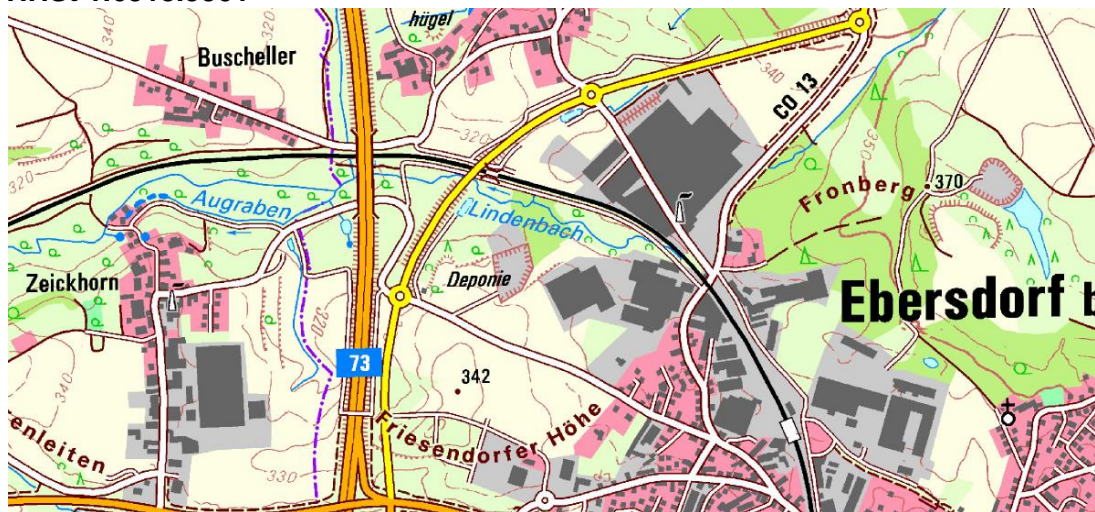 hügel
340
Buscheller
340
CO 13
320
320
350
Fronberg
370
Augraben
Lindenbach
Zeickhorn
Deponie
Ebersdorf b
320
73
342
340
Friesendorfer Höhe
enleiten
330